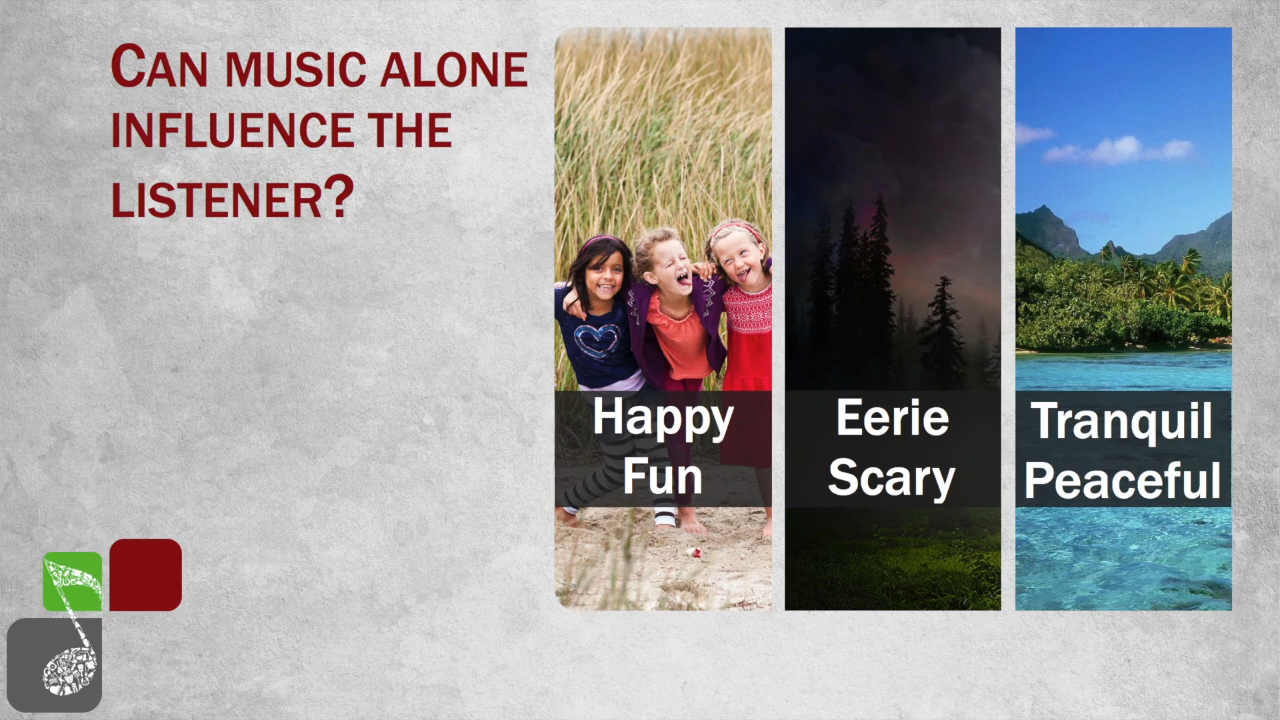 CAN MUSIC ALONE
INFLUENCE THE
LISTENER?
Happy
Fun
Eerie
Scary
Tranquil
Peaceful